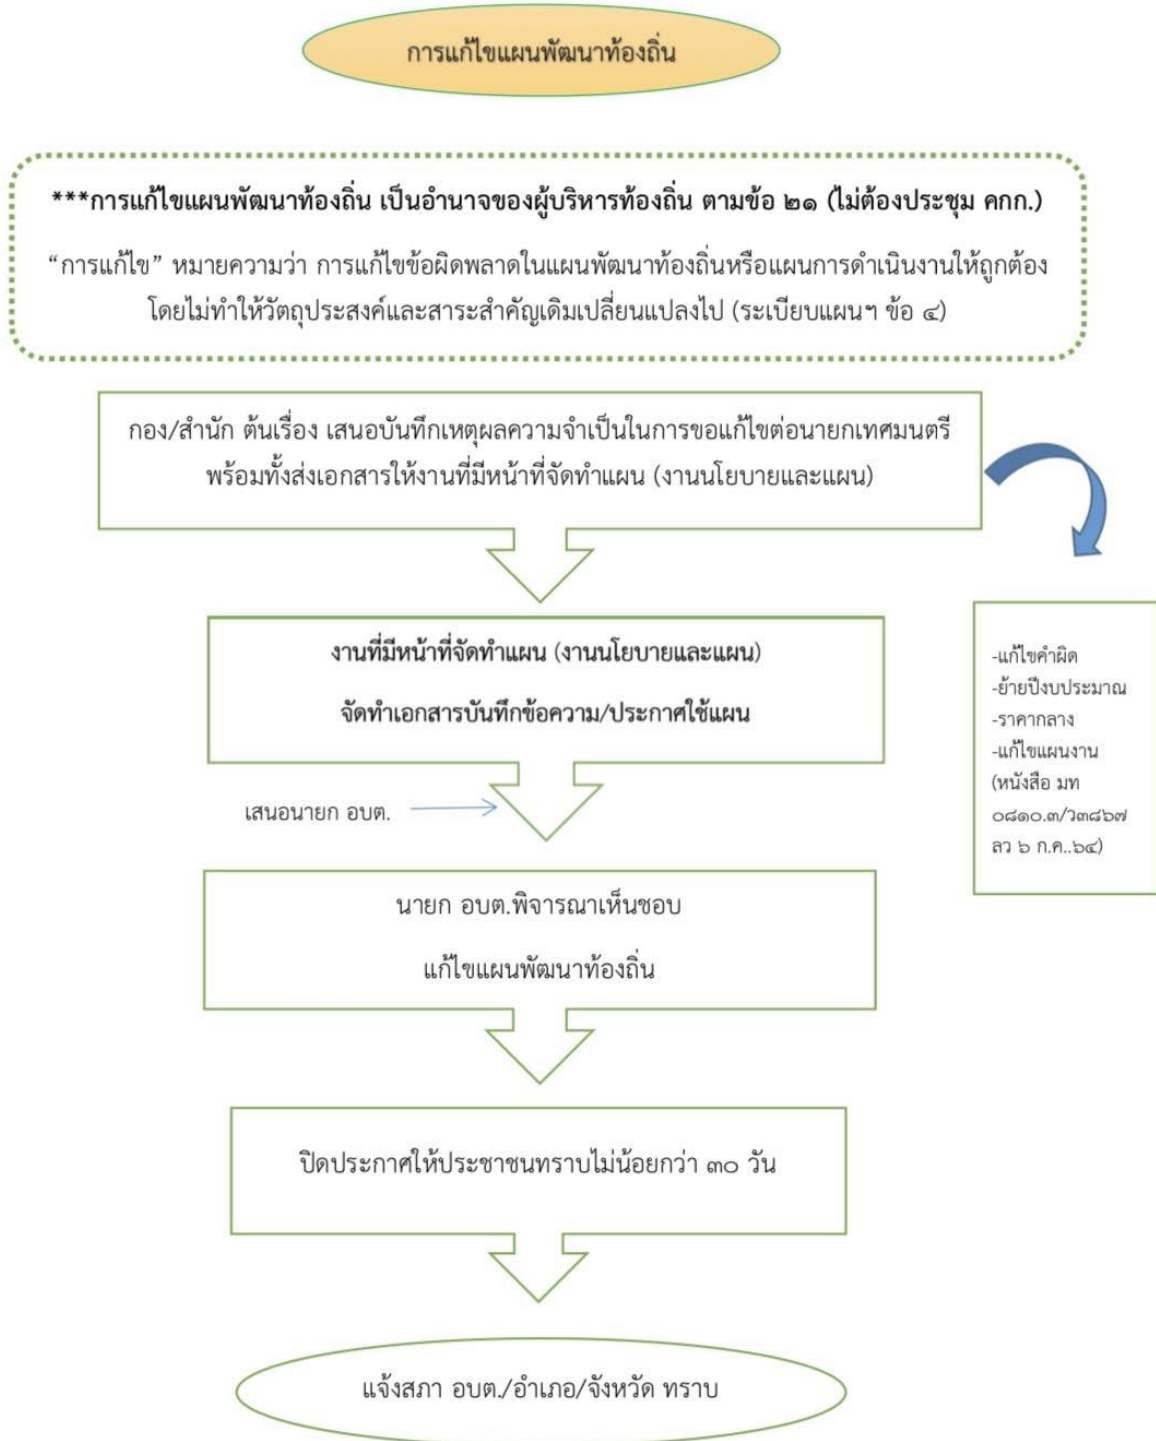 การแก้ไขแผนพัฒนาท้องถิ่น
***การแก้ไขแผนพัฒนาท้องถิ่น เป็นอำนาจของผู้บริหารท้องถิ่น ตามข้อ ๒๑ (ไม่ต้องประชุม คกก.)
“การแก้ไข” หมายความว่า การแก้ไขข้อผิดพลาดในแผนพัฒนาท้องถิ่นหรือแผนการดำเนินงานให้ถูกต้อง
โดยไม่ทำให้วัตถุประสงค์และสาระสำคัญเดิมเปลี่ยนแปลงไป (ระเบียบแผนฯ ข้อ ๔)
กอง/สำนัก ต้นเรื่อง เสนอบันทึกเหตุผลความจำเป็นในการขอแก้ไขต่อนายกเทศมนตรี
พร้อมทั้งส่งเอกสารให้งานที่มีหน้าที่จัดทำแผน (งานนโยบายและแผน)
งานที่มีหน้าที่จัดทำแผน (งานนโยบายและแผน)
จัดทำเอกสารบันทึกข้อความ/ประกาศใช้แผน
-แก้ไขคำผิด
-ย้ายปีงบประมาณ
-ราคากลาง
-แก้ไขแผนงาน
(หนังสือ มท
๐๘๑๐.๓/ว๓๘๖๗
ลว ๖ ก.ค..๖๔)
เสนอนายก อบต.
นายก อบต.พิจารณาเห็นชอบ
แก้ไขแผนพัฒนาท้องถิ่น
ปิดประกาศให้ประชาชนทราบไม่น้อยกว่า ๓๐ วัน
แจ้งสภา อบต./อำเภอ/จังหวัด ทราบ